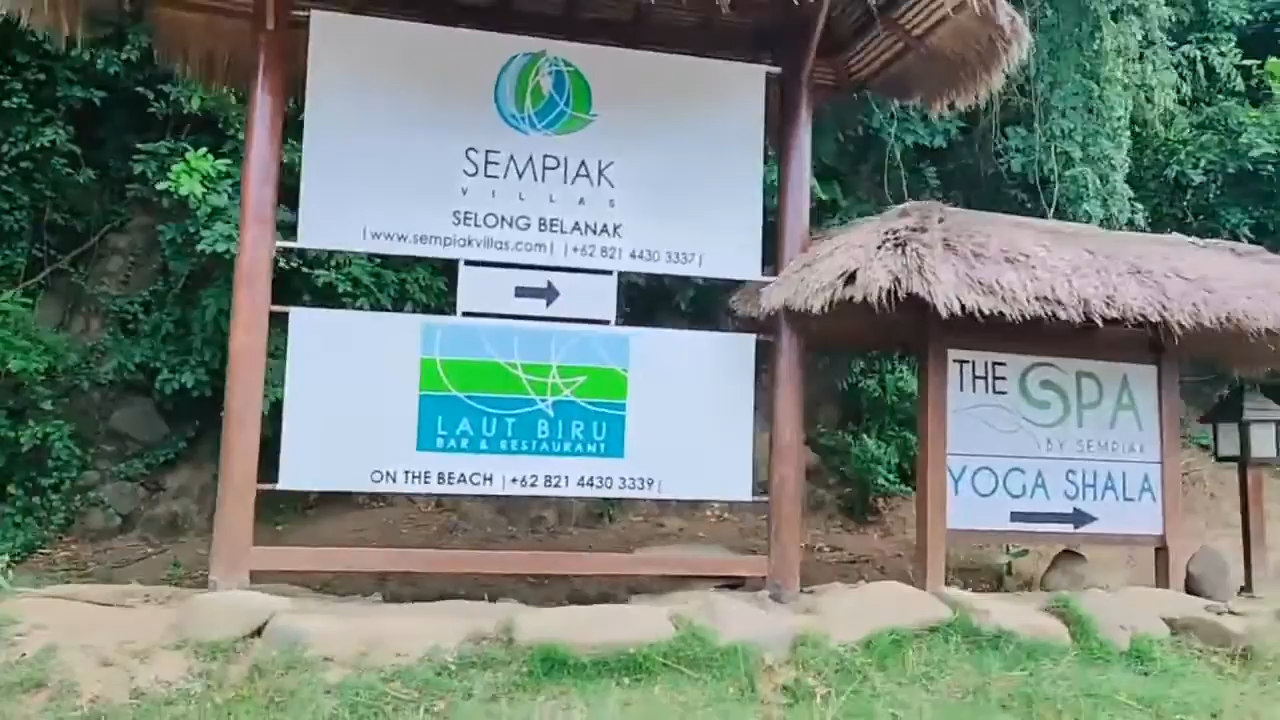 SEMPIAK
VILLAS
SELONG BELANAK
|www.sempiakvillas.com| |+62 821 4430 3337|
LAUT BIRU
BAR & RESTAURANT
ON THE BEACH |+62 821 4430 3339|
THE SPA
BY SEMPIAK
YOGA SHALA